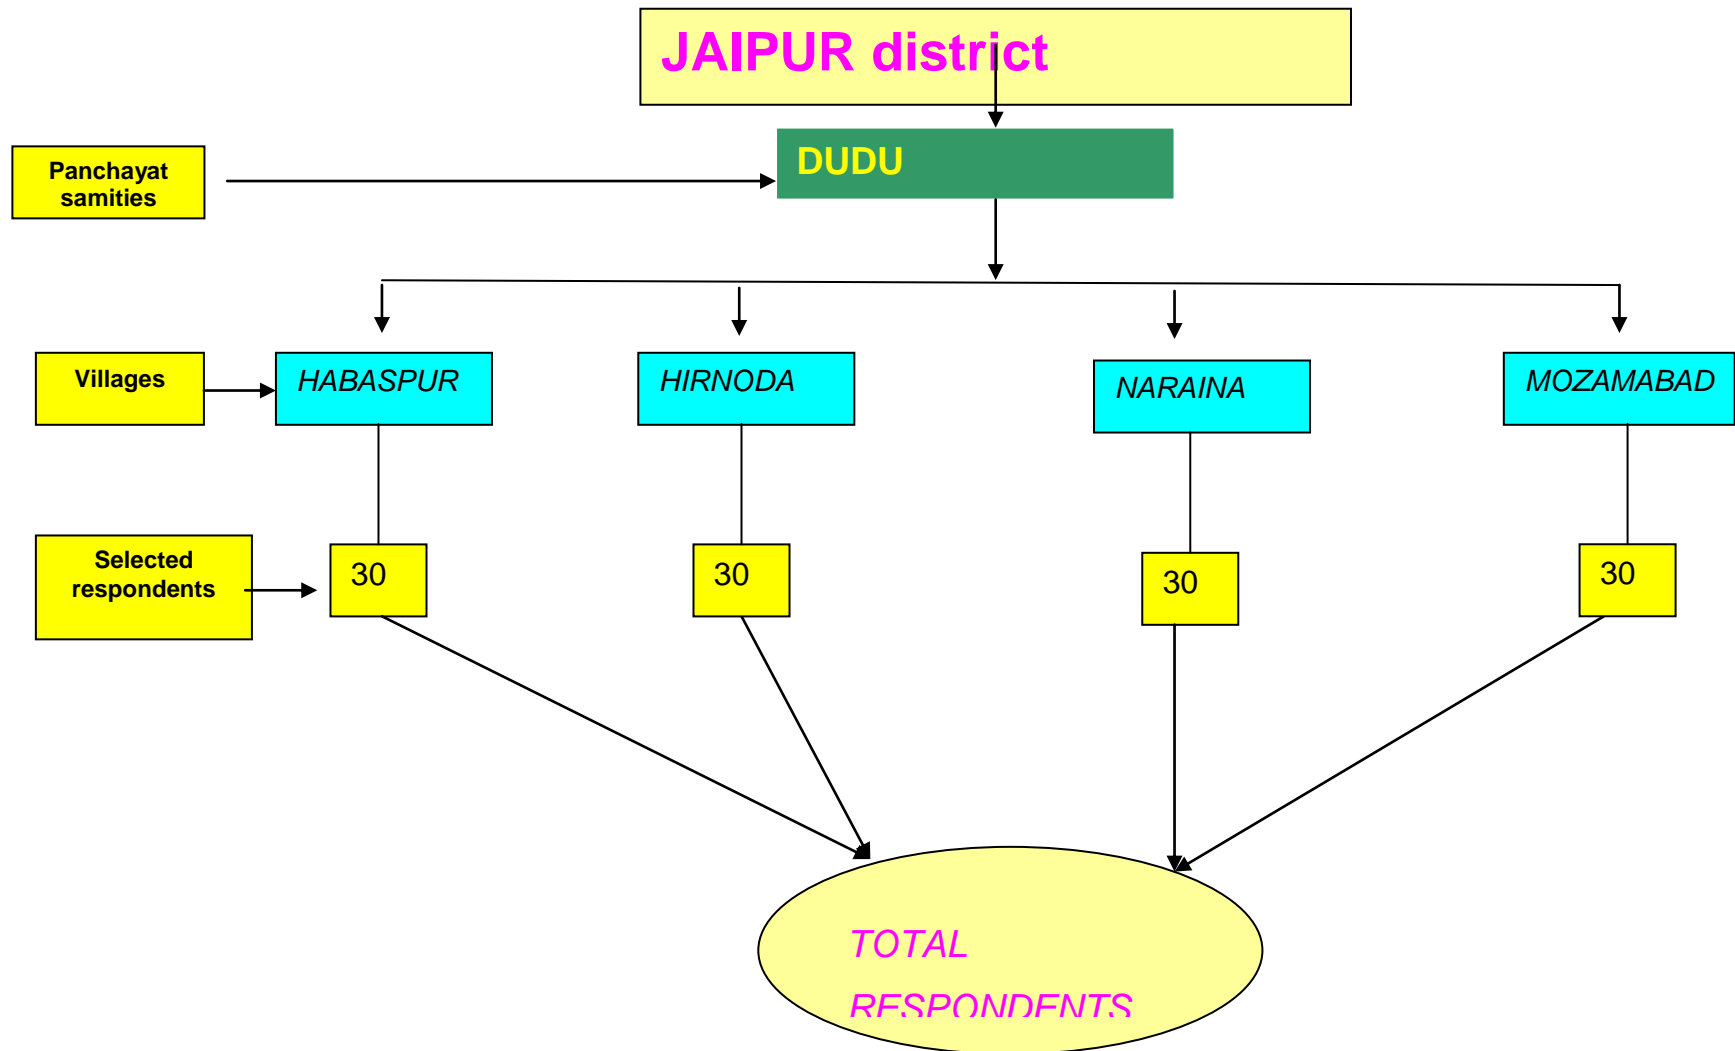 JAIPUR district
DUDU
Panchayat
samities
Villages
HABASPUR
HIRNODA
NARAINA
MOZAMABAD
Selected
respondents
30
30
30
30
TOTAL
RESPONDENTS